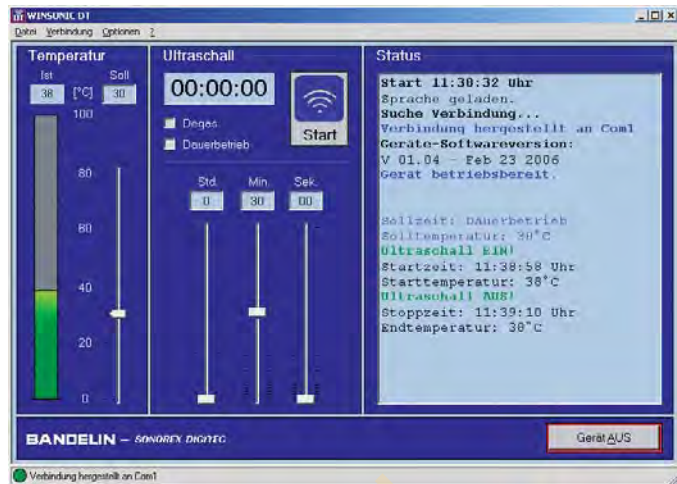 WINSONIC DT
Datei Verbindung Optionen ?
Temperatur
Ist
[°C]
Soll
38
30
100
80
60
40
20
0
Ultraschall
00:00:00
Degas
Dauerbetrieb
Start
Std.
Min.
Sek.
0
30
00
Status
Start 11:38:32 Uhr
Sprache geladen.
Suche Verbindung...
Verbindung hergestellt an Com1
Geräte-Softwareversion:
V 01.04 - Feb 23 2006
Gerät betriebsbereit.
Sollzeit: DAuerbetrieb
Solltemperatur: 30°C
Ultraschall EIN!
Startzeit: 11:38:58 Uhr
Starttemperatur: 38°C
Ultraschall AUS!
Stoppzeit: 11:39:10 Uhr
Endtemperatur: 38°C
BANDELIN – SONOREX DIGITEC
Gerät AUS
Verbindung hergestellt an Com1